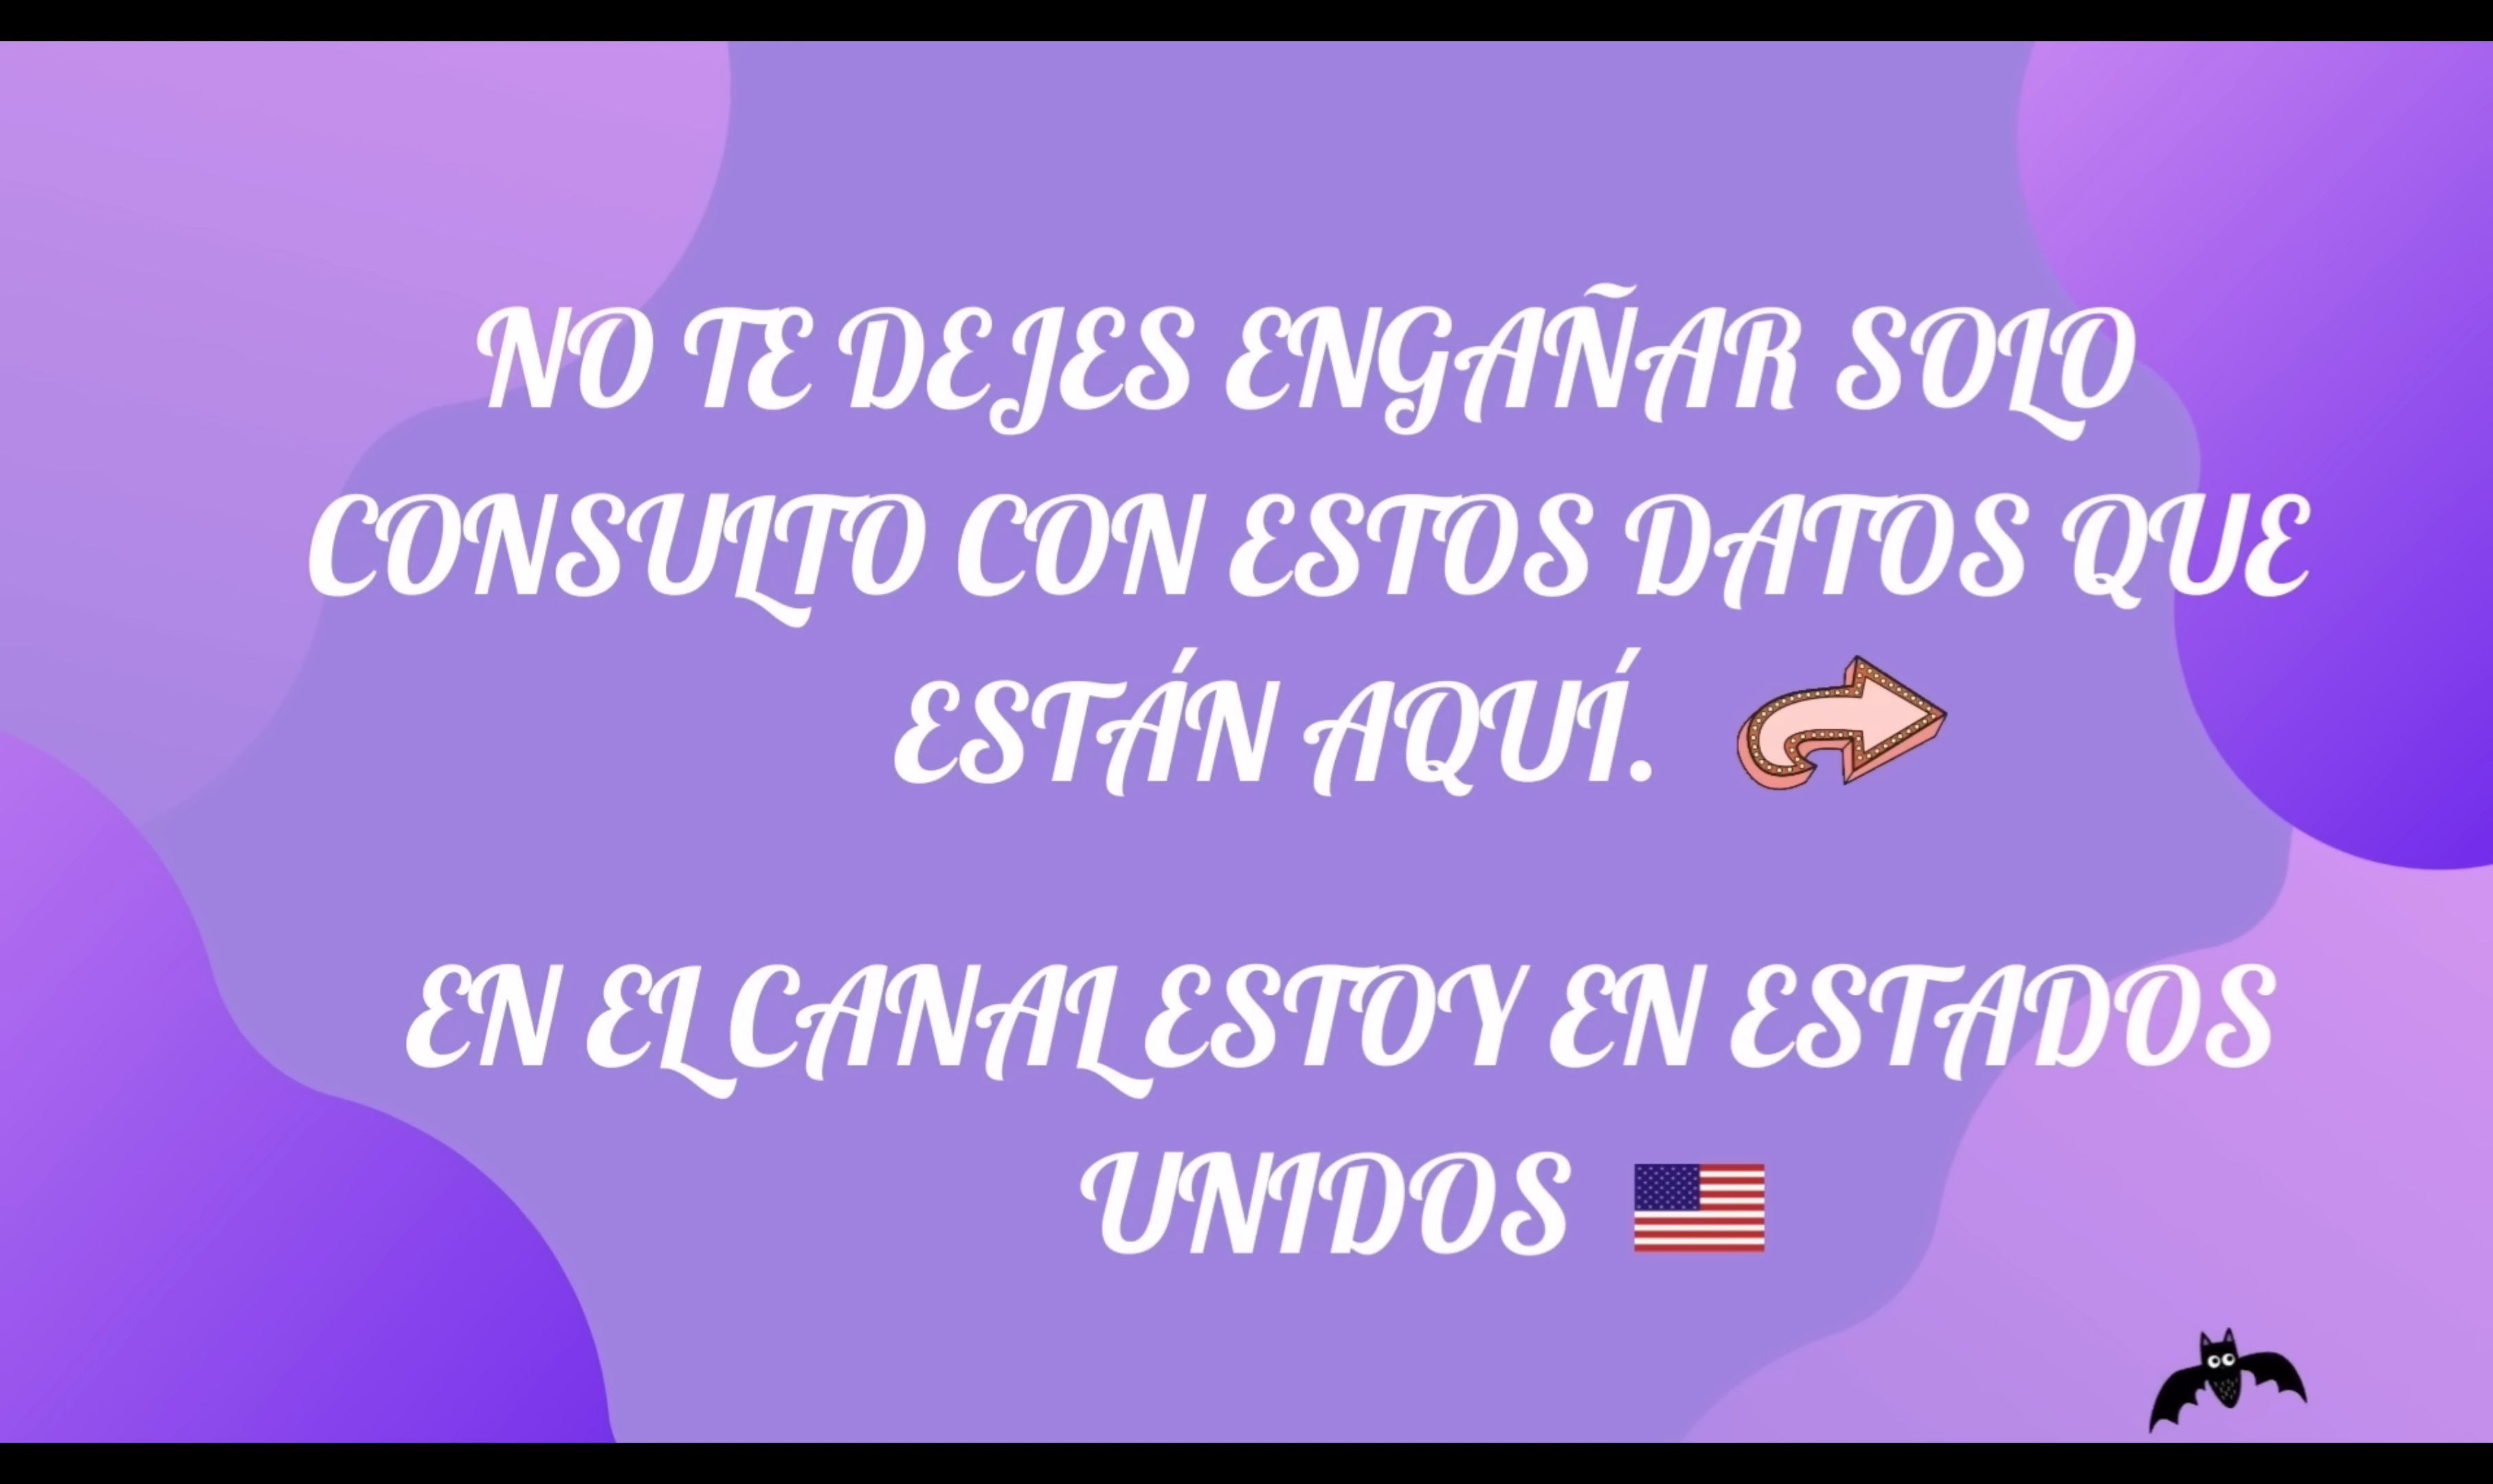 NO TE DEJES ENGAÑAR SOLO
CONSULTO CON ESTOS DATOS QUE
ESTÁN AQUÍ.
EN EL CANAL ESTOY EN ESTADOS
UNIDOS